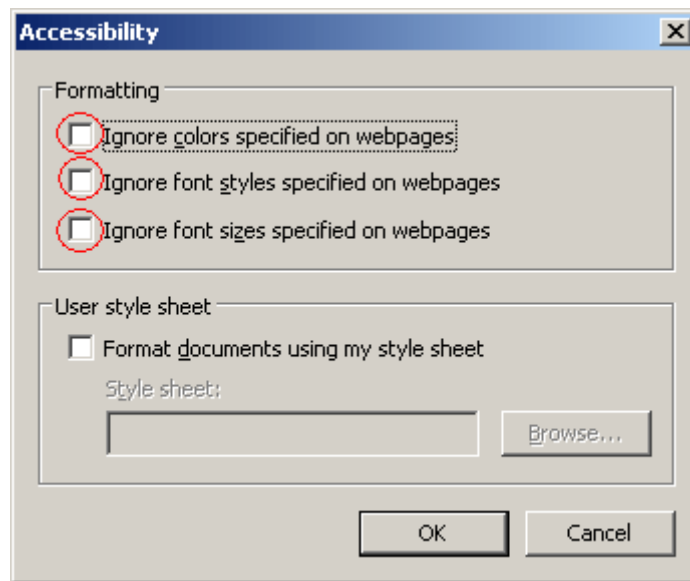 Accessibility
Formatting
Ignore colors specified on webpages
Ignore font styles specified on webpages
Ignore font sizes specified on webpages
User style sheet
Format documents using my style sheet
Style sheet:
Browse...
OK
Cancel